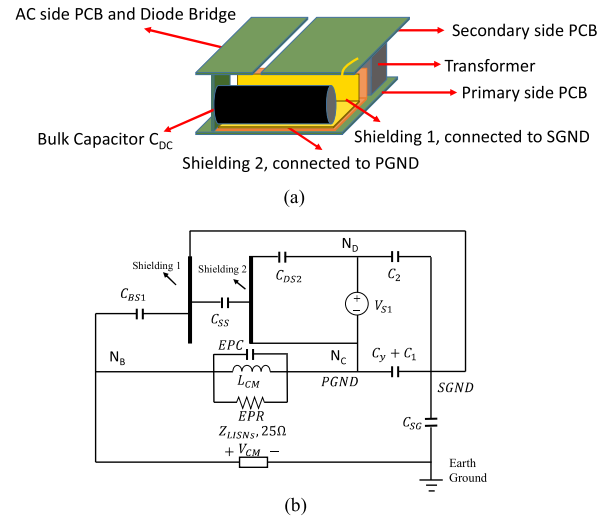 AC side PCB and Diode Bridge
Secondary side PCB
Transformer
Primary side PCB
Bulk Capacitor C_DC
Shielding 1, connected to SGND
Shielding 2, connected to PGND
(a)
N_D
Shielding 1
Shielding 2
C_DS2
C_2
C_BS1
C_SS
V_S1
EPC
N_B
N_C
C_y + C_1
L_CM
PGND
SGND
EPR
C_SG
Z_LISNs, 25Ω
+ V_CM −
Earth
Ground
(b)